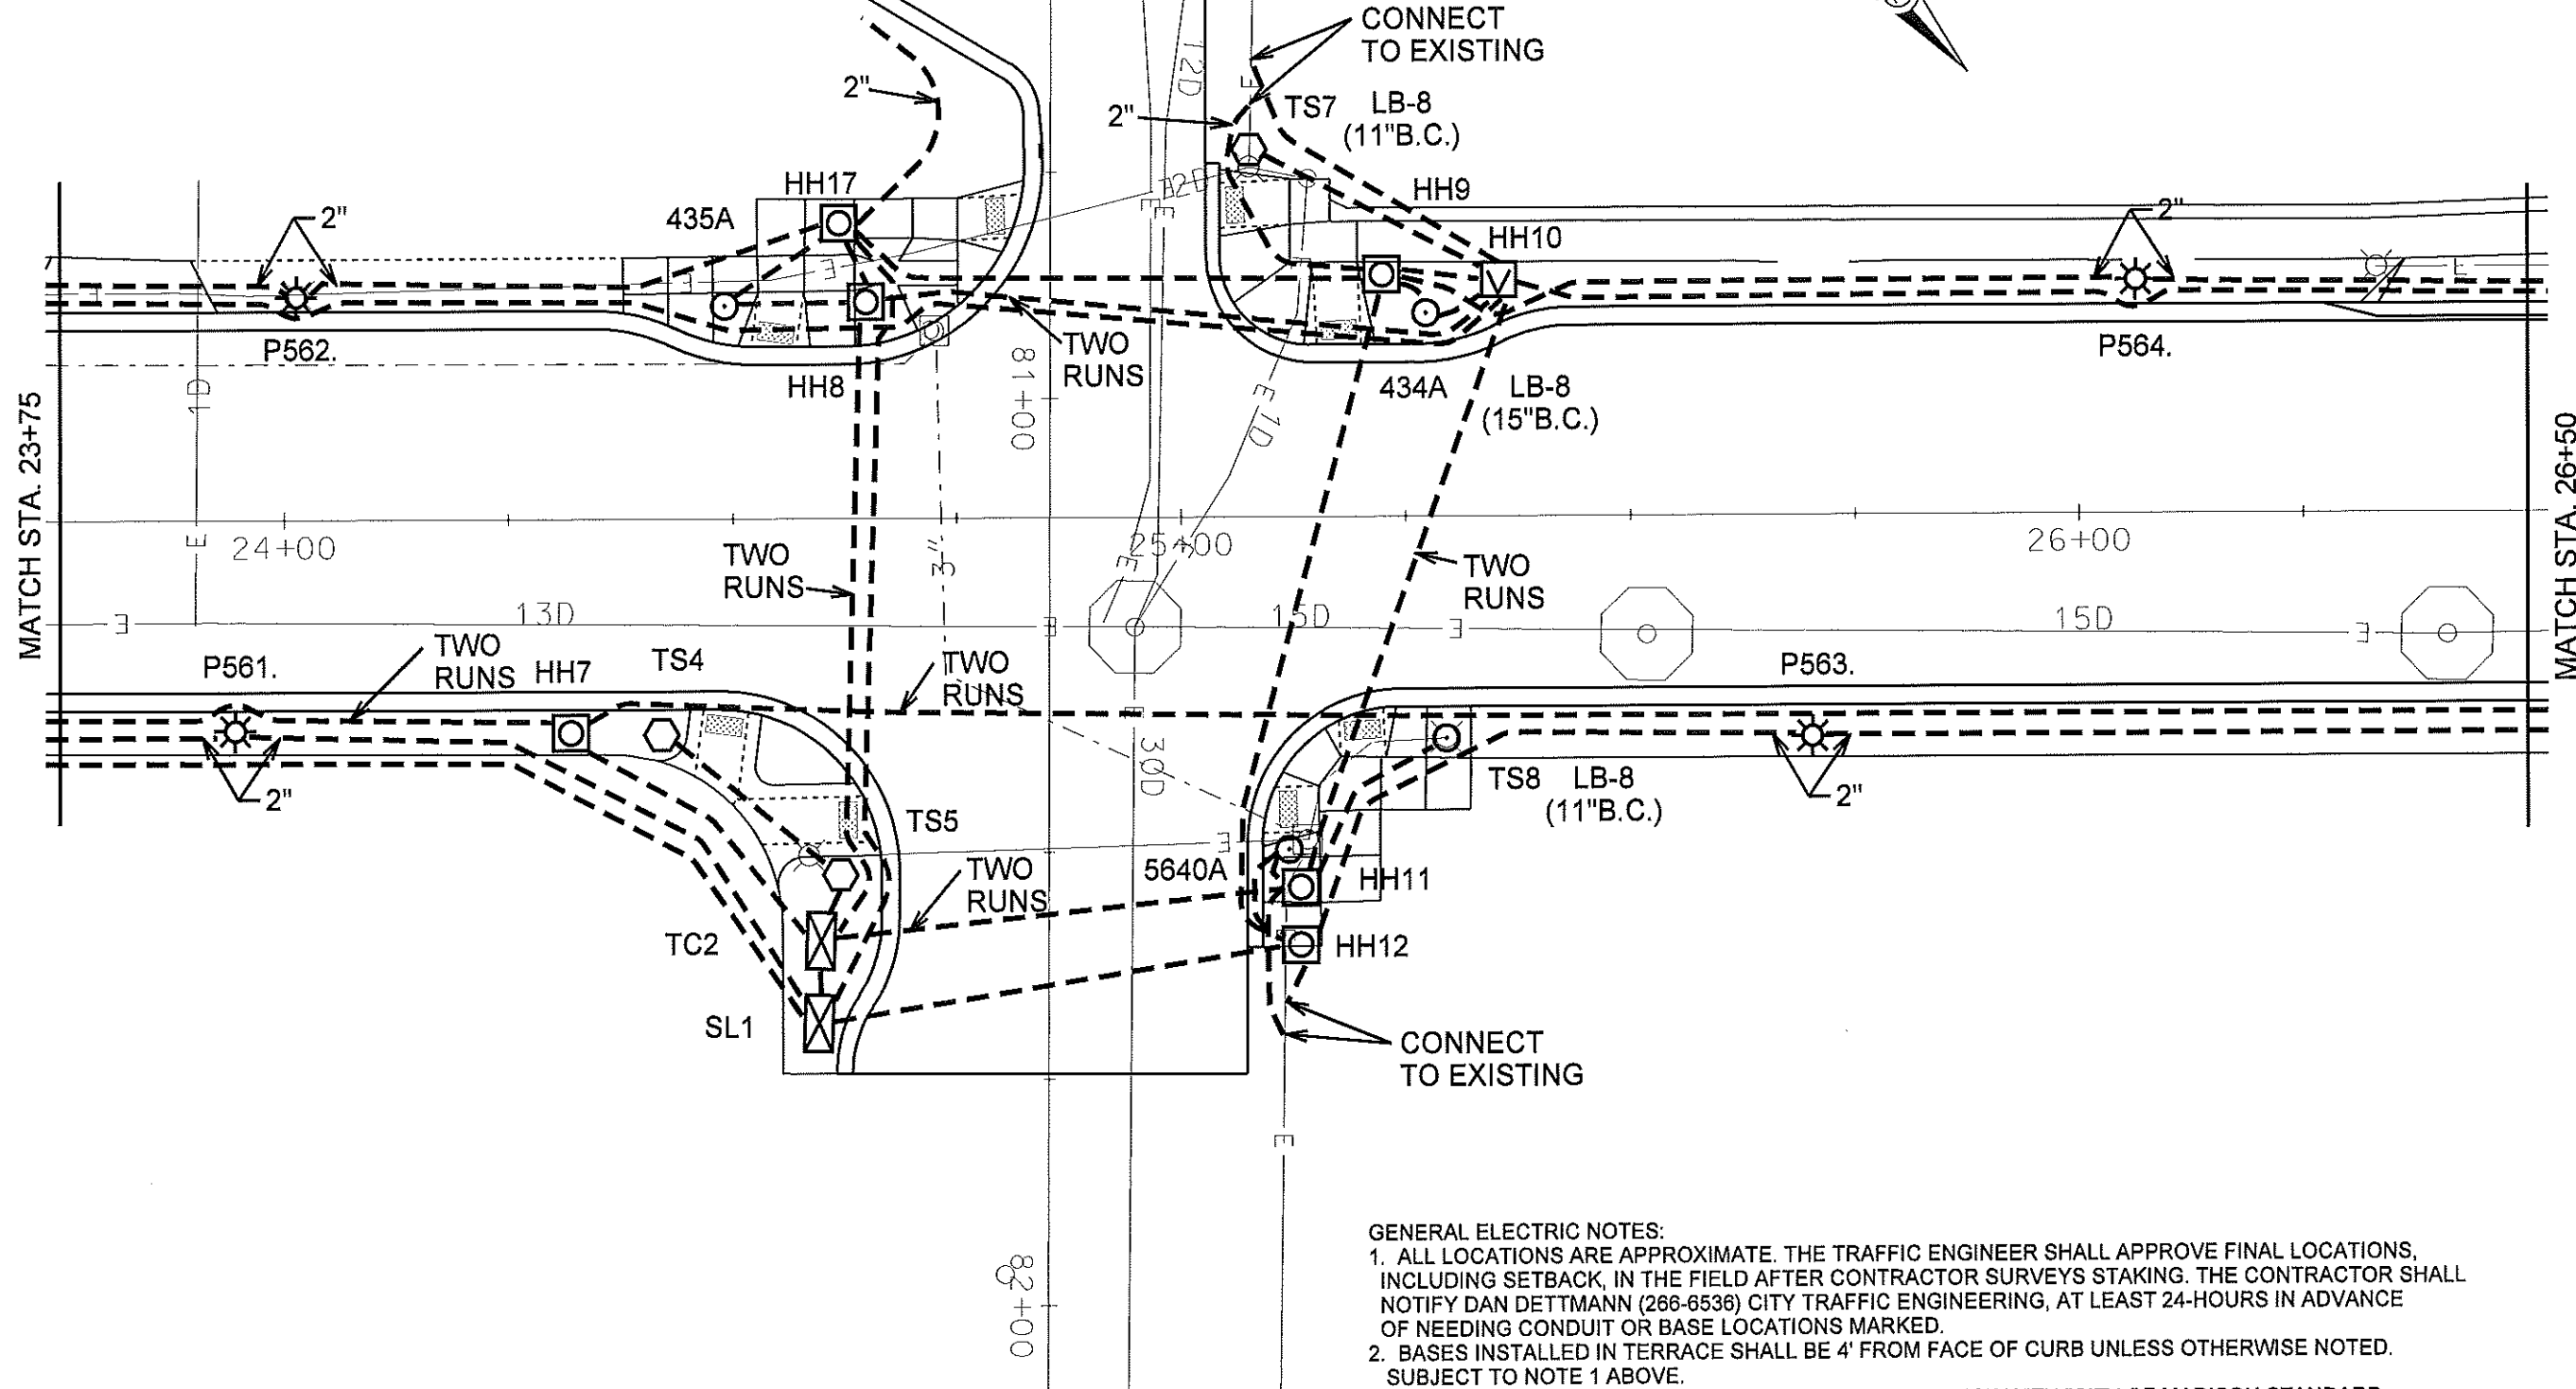 CONNECT
TO EXISTING
2"
TS7
LB-8
(11"B.C.)
2"
12D
HH17
12D
HH9
435A
2"
HH10
2"
E
E
E
E
E
P562.
HH8
TWO
RUNS
81+00
434A
LB-8
(15"B.C.)
P564.
1D
E 1D
MATCH STA. 23+75
MATCH STA. 26+50
E
24+00
3"
E
25+00
26+00
TWO
RUNS
TWO
RUNS
E
13D
E
15D
E
15D
E
P561.
TWO
RUNS
HH7
TS4
TWO
RUNS
P563.
E
30D
2"
TS5
TS8
LB-8
(11"B.C.)
2"
E
5640A
TWO
RUNS
HH11
TC2
HH12
SL1
CONNECT
TO EXISTING
E
82+00
GENERAL ELECTRIC NOTES:
1. ALL LOCATIONS ARE APPROXIMATE. THE TRAFFIC ENGINEER SHALL APPROVE FINAL LOCATIONS,
INCLUDING SETBACK, IN THE FIELD AFTER CONTRACTOR SURVEYS STAKING. THE CONTRACTOR SHALL
NOTIFY DAN DETTMANN (266-6536) CITY TRAFFIC ENGINEERING, AT LEAST 24-HOURS IN ADVANCE
OF NEEDING CONDUIT OR BASE LOCATIONS MARKED.
2. BASES INSTALLED IN TERRACE SHALL BE 4' FROM FACE OF CURB UNLESS OTHERWISE NOTED.
SUBJECT TO NOTE 1 ABOVE.